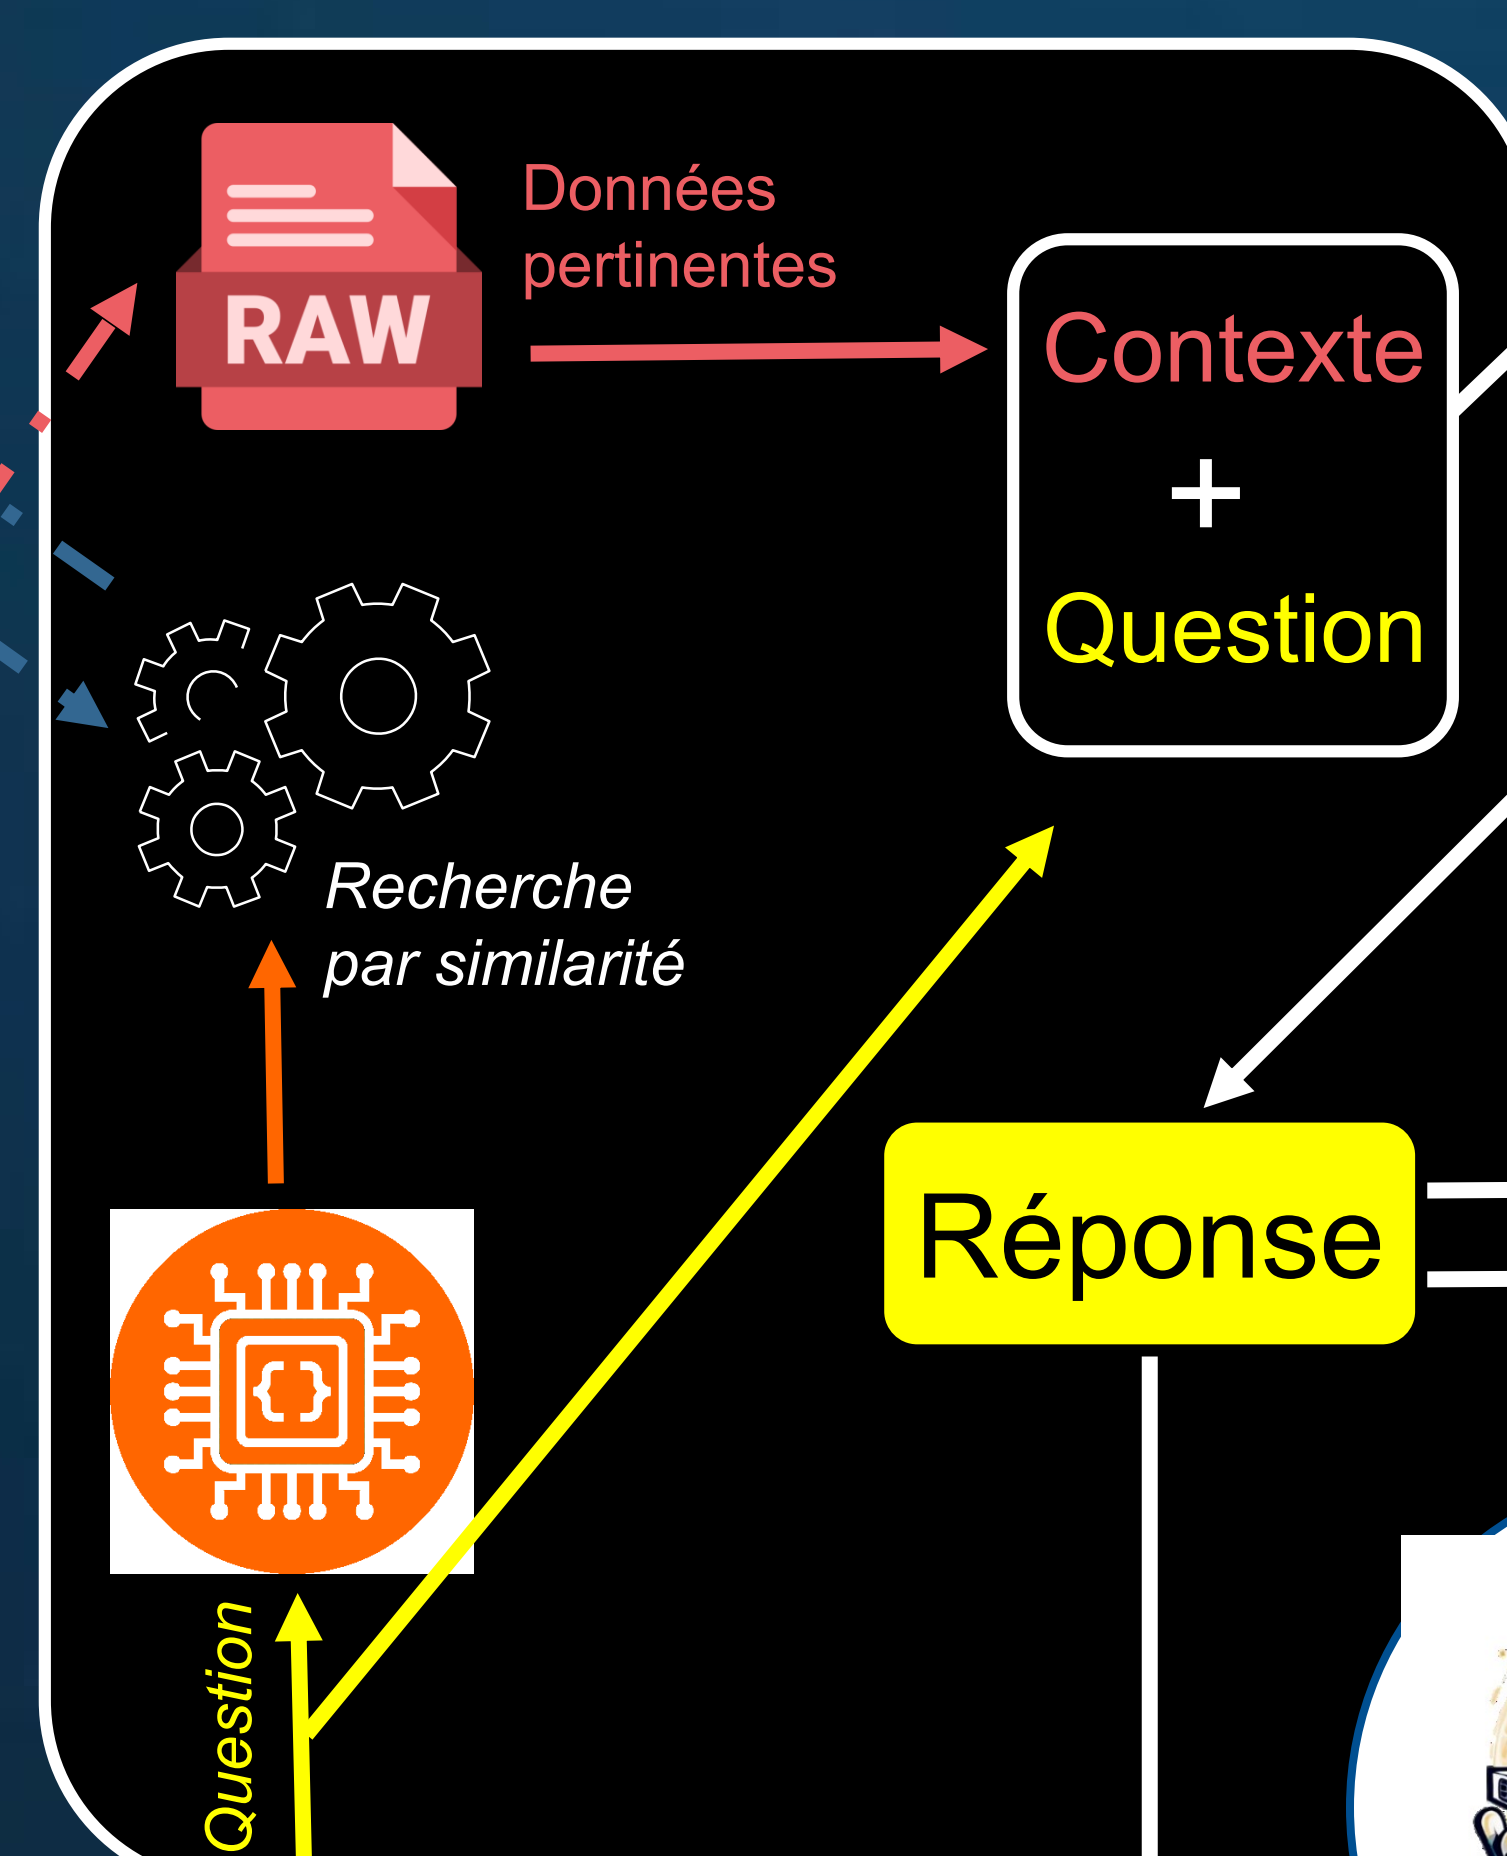 Données
pertinentes
RAW
Contexte
+
Question
Recherche
par similarité
Réponse
{ }
Question